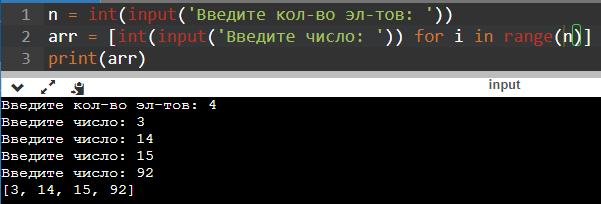 1 n = int(input('Введите кол-во эл-тов: '))
2 arr = [int(input('Введите число: ')) for i in range(n)]
3 print(arr)
input
Введите кол-во эл-тов: 4
Введите число: 3
Введите число: 14
Введите число: 15
Введите число: 92
[3, 14, 15, 92]